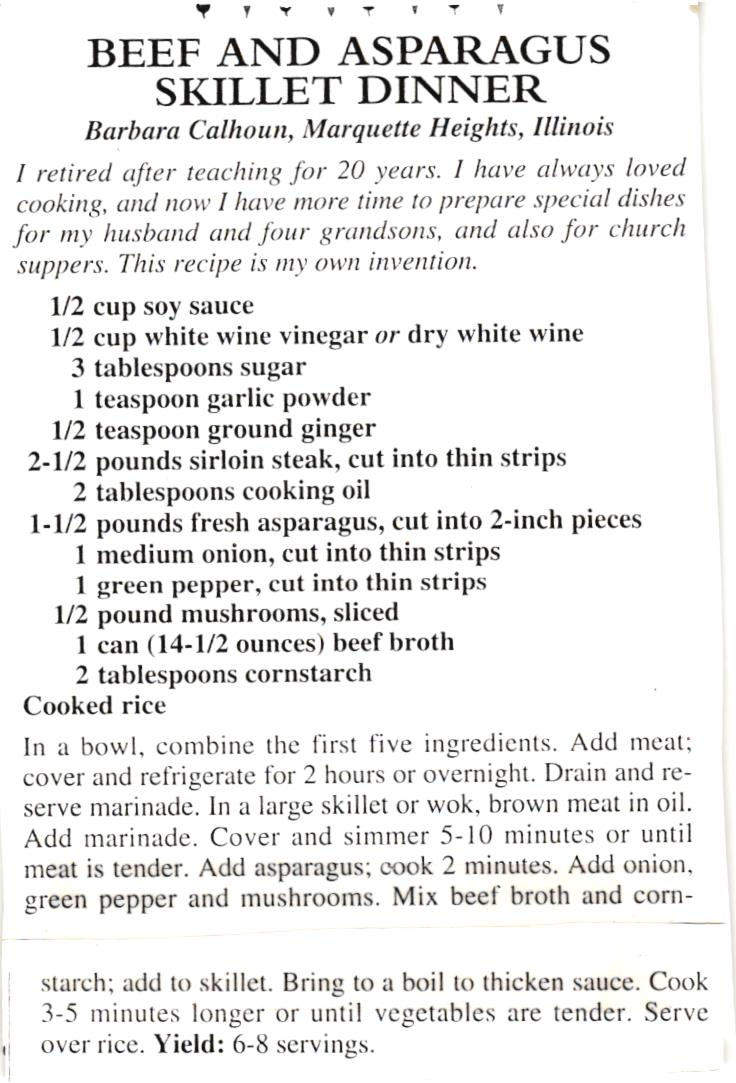 BEEF AND ASPARAGUS
SKILLET DINNER
Barbara Calhoun, Marquette Heights, Illinois
I retired after teaching for 20 years. I have always loved
cooking, and now I have more time to prepare special dishes
for my husband and four grandsons, and also for church
suppers. This recipe is my own invention.
1/2 cup soy sauce
1/2 cup white wine vinegar or dry white wine
3 tablespoons sugar
1 teaspoon garlic powder
1/2 teaspoon ground ginger
2-1/2 pounds sirloin steak, cut into thin strips
2 tablespoons cooking oil
1-1/2 pounds fresh asparagus, cut into 2-inch pieces
1 medium onion, cut into thin strips
1 green pepper, cut into thin strips
1/2 pound mushrooms, sliced
1 can (14-1/2 ounces) beef broth
2 tablespoons cornstarch
Cooked rice
In a bowl, combine the first five ingredients. Add meat;
cover and refrigerate for 2 hours or overnight. Drain and re-
serve marinade. In a large skillet or wok, brown meat in oil.
Add marinade. Cover and simmer 5-10 minutes or until
meat is tender. Add asparagus; cook 2 minutes. Add onion,
green pepper and mushrooms. Mix beef broth and corn-
starch; add to skillet. Bring to a boil to thicken sauce. Cook
3-5 minutes longer or until vegetables are tender. Serve
over rice. Yield: 6-8 servings.